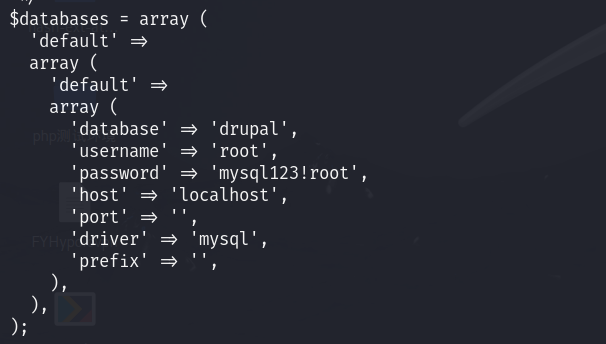 */
$databases = array (
  'default' =>
  array (
    'default' =>
    array (
      'database' => 'drupal',
      'username' => 'root',
      'password' => 'mysql123!root',
      'host' => 'localhost',
      'port' => '',
      'driver' => 'mysql',
      'prefix' => '',
    ),
  ),
);